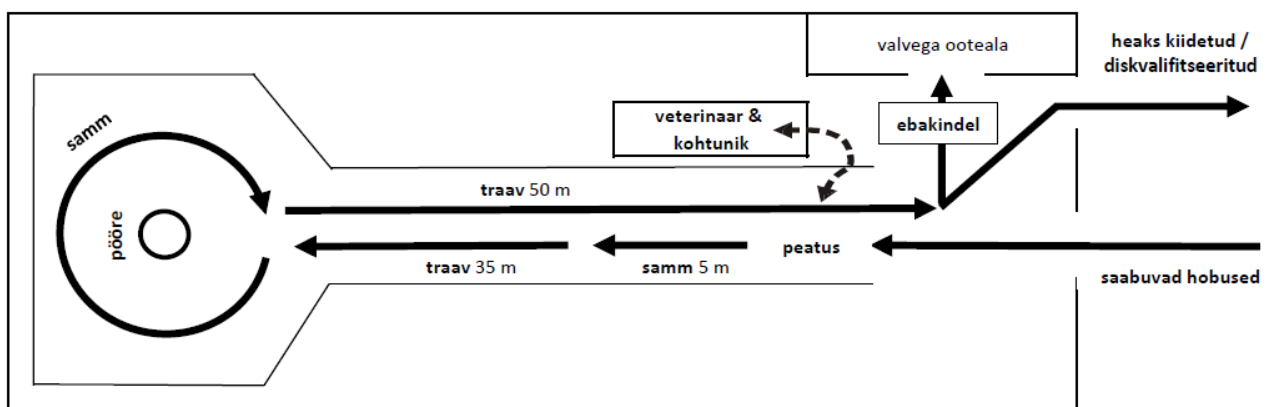 valvega ooteala
heaks kiidetud /
diskvalifitseeritud
samm
veterinaar &
kohtunik
ebakindel
traav 50 m
pööre
peatus
traav 35 m
samm 5 m
saabuvad hobused